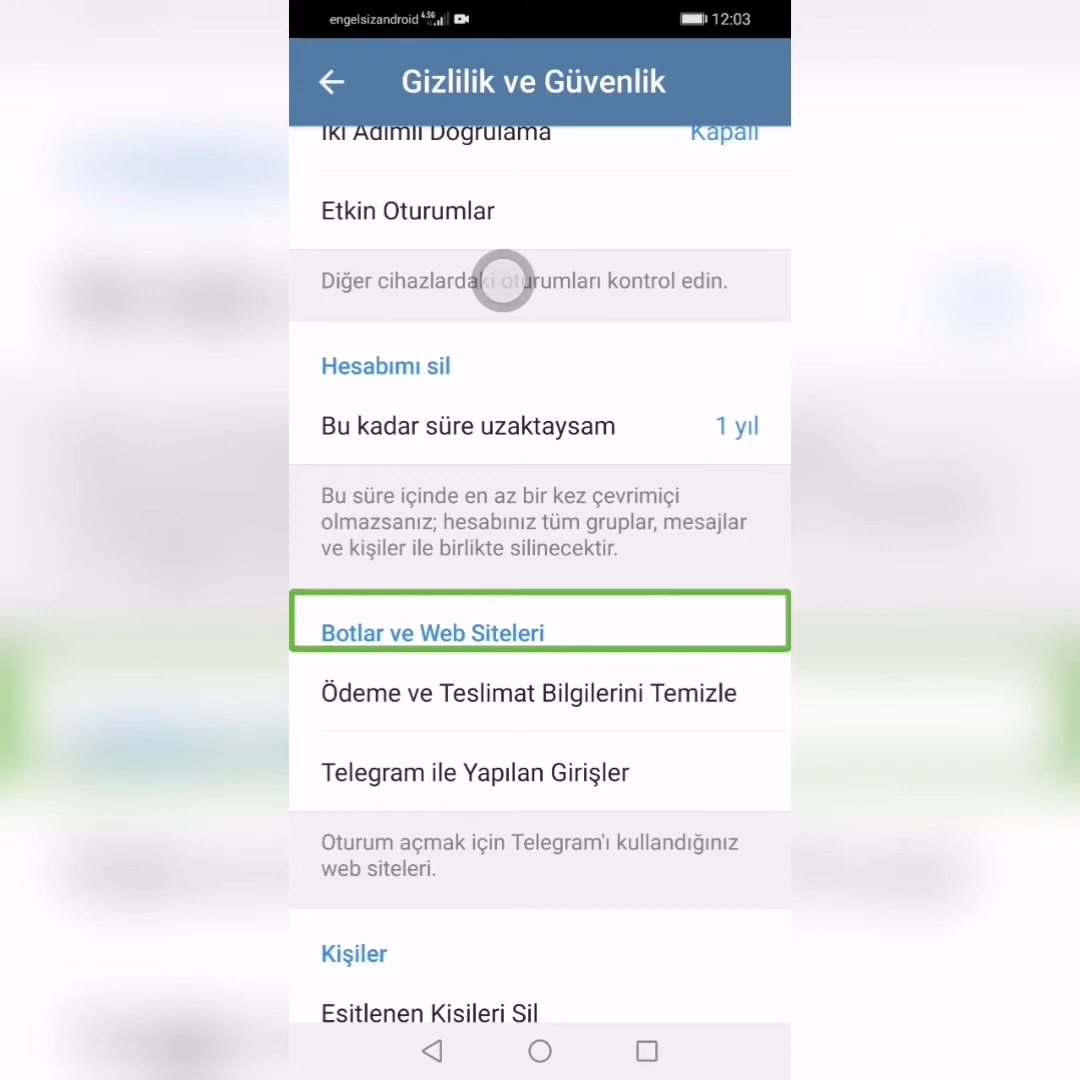 engelsizandroid 4.5G 12:03
Gizlilik ve Güvenlik
İki Adımlı Doğrulama Kapalı
Etkin Oturumlar
Diğer cihazlardaki oturumları kontrol edin.
Hesabımı sil
Bu kadar süre uzaktaysam 1 yıl
Bu süre içinde en az bir kez çevrimiçi
olmazsanız; hesabınız tüm gruplar, mesajlar
ve kişiler ile birlikte silinecektir.
Botlar ve Web Siteleri
Ödeme ve Teslimat Bilgilerini Temizle
Telegram ile Yapılan Girişler
Oturum açmak için Telegram'ı kullandığınız
web siteleri.
Kişiler
Eşitlenen Kişileri Sil